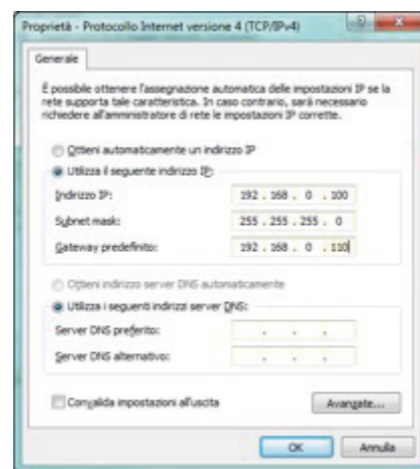 Proprietà - Protocollo Internet versione 4 (TCP/IPv4)
Generale
È possibile ottenere l'assegnazione automatica delle impostazioni IP se la
rete supporta tale caratteristica. In caso contrario, sarà necessario
richiedere all'amministratore di rete le impostazioni IP corrette.
Ottieni automaticamente un indirizzo IP
Utilizza il seguente indirizzo IP:
Indirizzo IP: 192 . 168 . 0 . 100
Subnet mask: 255 . 255 . 255 . 0
Gateway predefinito: 192 . 168 . 0 . 110
Ottieni indirizzo server DNS automaticamente
Utilizza i seguenti indirizzi server DNS:
Server DNS preferito: . . .
Server DNS alternativo: . . .
Convalida impostazioni all'uscita
Avanzate...
OK Annulla